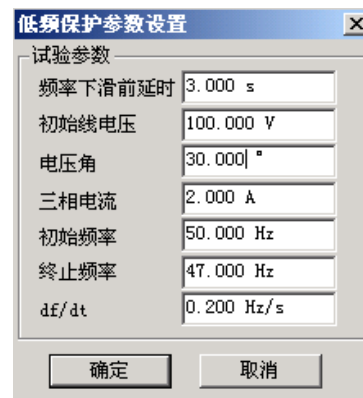 低频保护参数设置
试验参数
频率下滑前延时 3.000 s
初始线电压 100.000 V
电压角 30.000 °
三相电流 2.000 A
初始频率 50.000 Hz
终止频率 47.000 Hz
df/dt 0.200 Hz/s
确定 取消